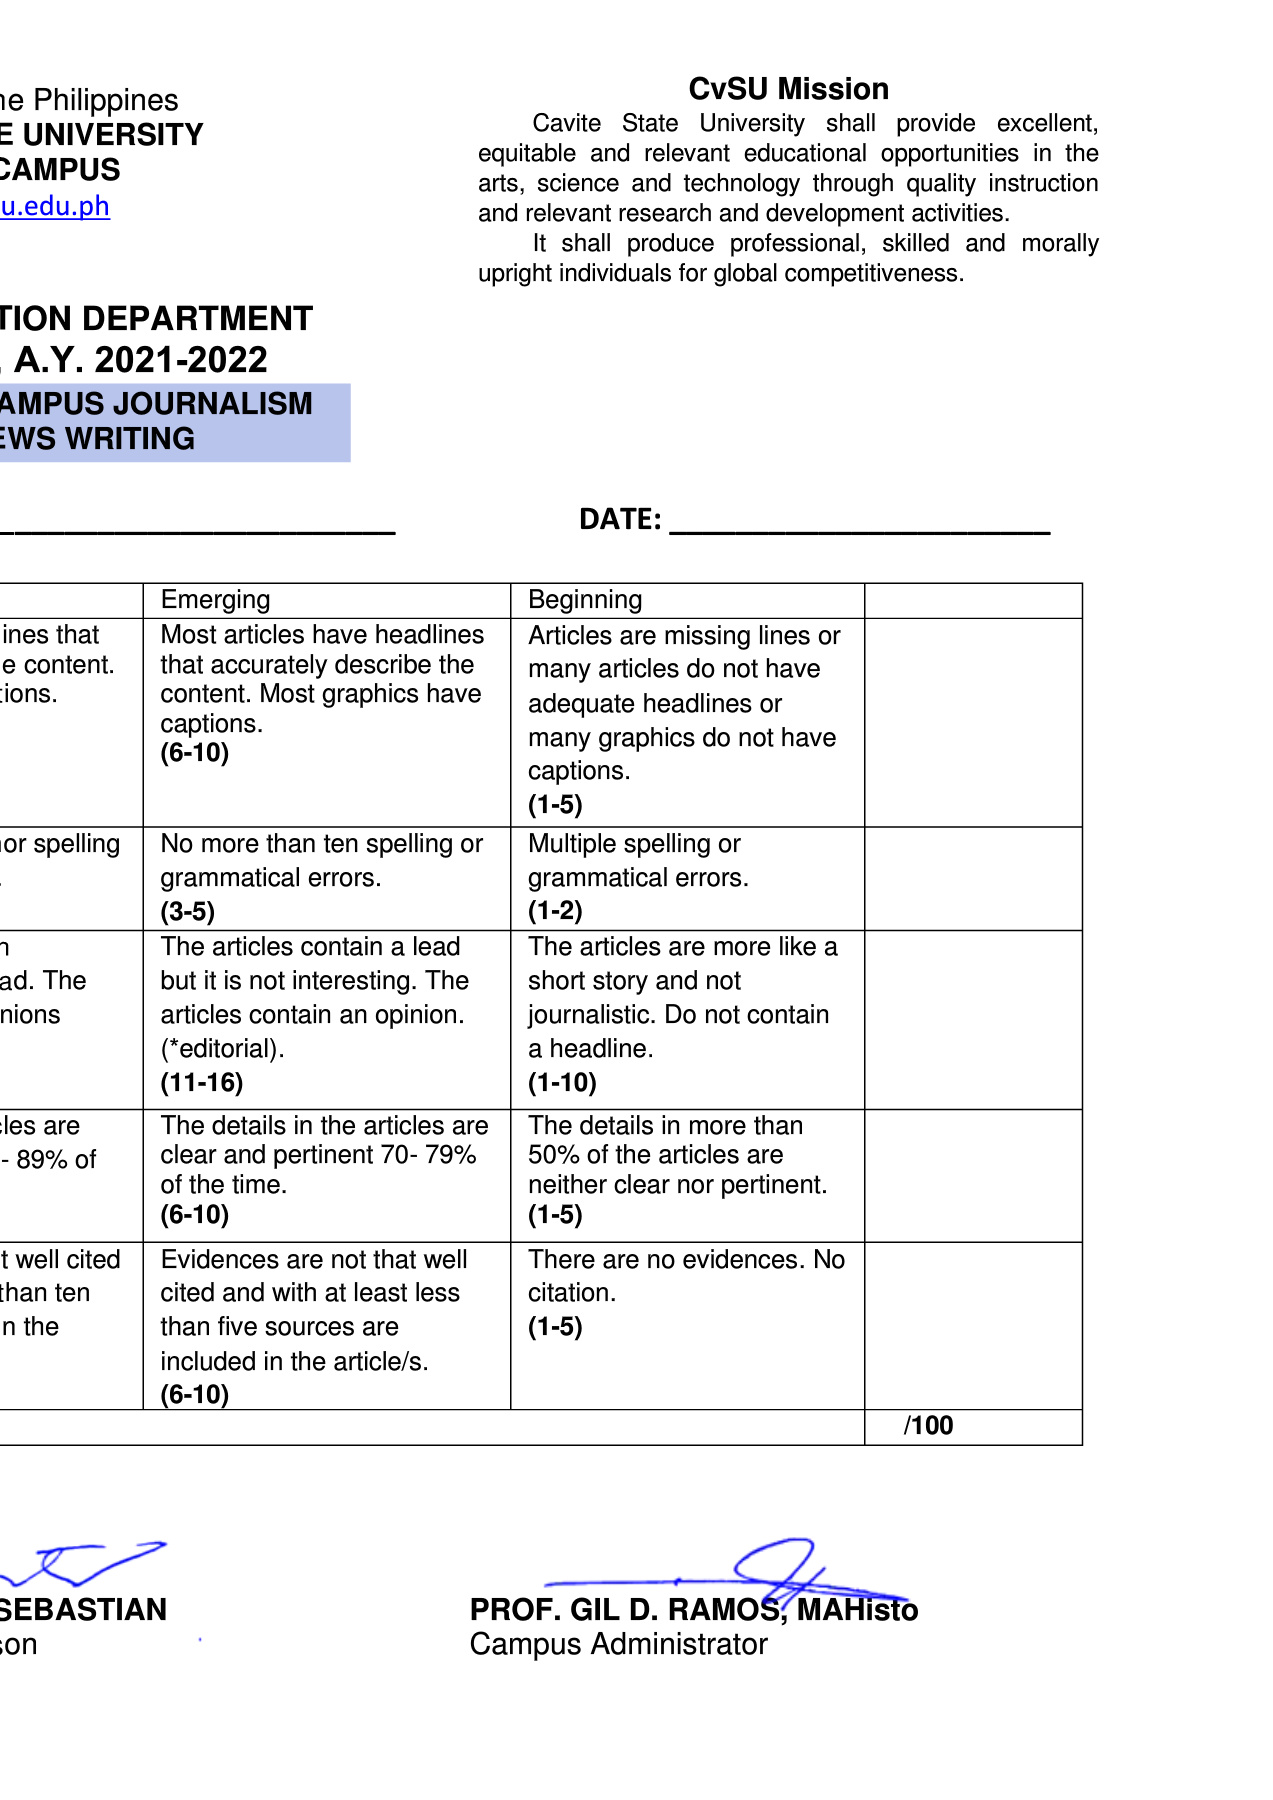 CvSU Mission
Cavite State University shall provide excellent,
equitable and relevant educational opportunities in the
arts, science and technology through quality instruction
and relevant research and development activities.
It shall produce professional, skilled and morally
upright individuals for global competitiveness.
ne Philippines
E UNIVERSITY
CAMPUS
u.edu.ph
TION DEPARTMENT
, A.Y. 2021-2022
AMPUS JOURNALISM
EWS WRITING
DATE: _______________________
Emerging
Beginning
ines that
e content.
tions.
Most articles have headlines
that accurately describe the
content. Most graphics have
captions.
(6-10)
Articles are missing lines or
many articles do not have
adequate headlines or
many graphics do not have
captions.
(1-5)
nor spelling
.
No more than ten spelling or
grammatical errors.
(3-5)
Multiple spelling or
grammatical errors.
(1-2)
n
ad. The
nions
The articles contain a lead
but it is not interesting. The
articles contain an opinion.
(*editorial).
(11-16)
The articles are more like a
short story and not
journalistic. Do not contain
a headline.
(1-10)
cles are
- 89% of
The details in the articles are
clear and pertinent 70- 79%
of the time.
(6-10)
The details in more than
50% of the articles are
neither clear nor pertinent.
(1-5)
t well cited
than ten
n the
Evidences are not that well
cited and with at least less
than five sources are
included in the article/s.
(6-10)
There are no evidences. No
citation.
(1-5)
/100
SEBASTIAN
son
PROF. GIL D. RAMOS, MAHisto
Campus Administrator